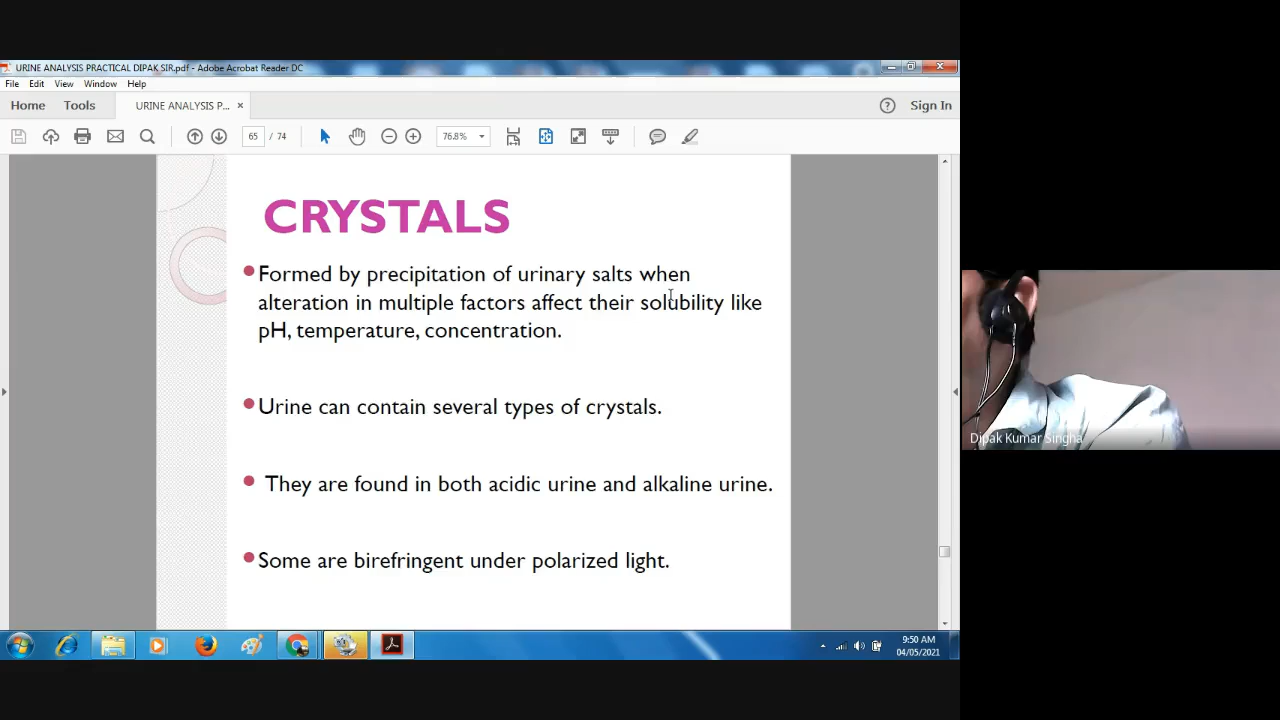 URINE ANALYSIS PRACTICAL DIPAK SIR.pdf - Adobe Acrobat Reader DC
File Edit View Window Help
Home Tools URINE ANALYSIS P... × Sign In
65 / 74 76.8%
CRYSTALS
Formed by precipitation of urinary salts when
alteration in multiple factors affect their solubility like
pH, temperature, concentration.
Urine can contain several types of crystals.
They are found in both acidic urine and alkaline urine.
Some are birefringent under polarized light.
Dipak Kumar Singha
9:50 AM
04/05/2021